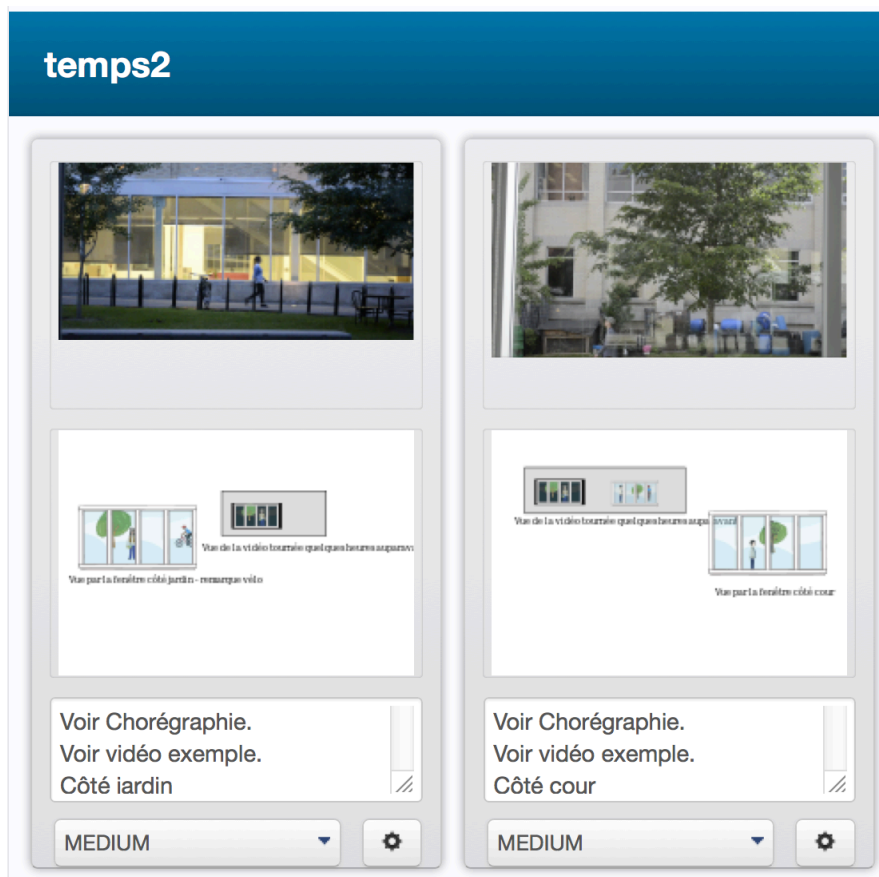 temps2
Vue de la vidéo tournée quelques heures auparava
Vue par la fenêtre côté jardin - remarque vélo
Vue de la vidéo tournée quelques heures auparavant
Vue par la fenêtre côté cour
Voir Chorégraphie.
Voir vidéo exemple.
Côté jardin
MEDIUM
Voir Chorégraphie.
Voir vidéo exemple.
Côté cour
MEDIUM